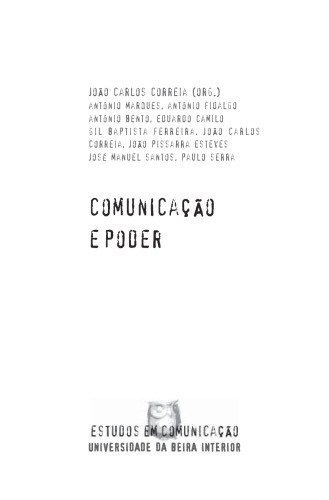 JOÃO CARLOS CORREIA (ORG.)
ANTÓNIO MARQUES, ANTÓNIO FIDALGO
ANTÓNIO BENTO, EDUARDO CAMILO
GIL BAPTISTA FERREIRA, JOÃO CARLOS
CORREIA, JOÃO PISSARRA ESTEVES
JOSÉ MANUEL SANTOS, PAULO SERRA
COMUNICAÇÃO
E PODER
ESTUDOS EM COMUNICAÇÃO
UNIVERSIDADE DA BEIRA INTERIOR